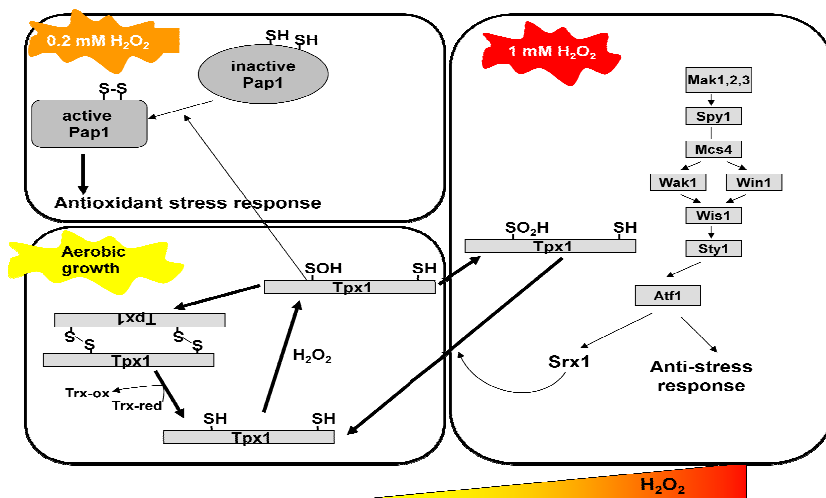 0.2 mM H₂O₂
SH
SH
inactive
Pap1
S-S
active
Pap1
Antioxidant stress response
1 mM H₂O₂
Mak1,2,3
Spy1
Mcs4
Wak1
Win1
Wis1
Sty1
Atf1
Srx1
Anti-stress
response
SO₂H
SH
Tpx1
Aerobic
growth
SOH
SH
Tpx1
Tpx1
S
S
S
S
Tpx1
H₂O₂
Trx-ox
Trx-red
SH
SH
Tpx1
H₂O₂